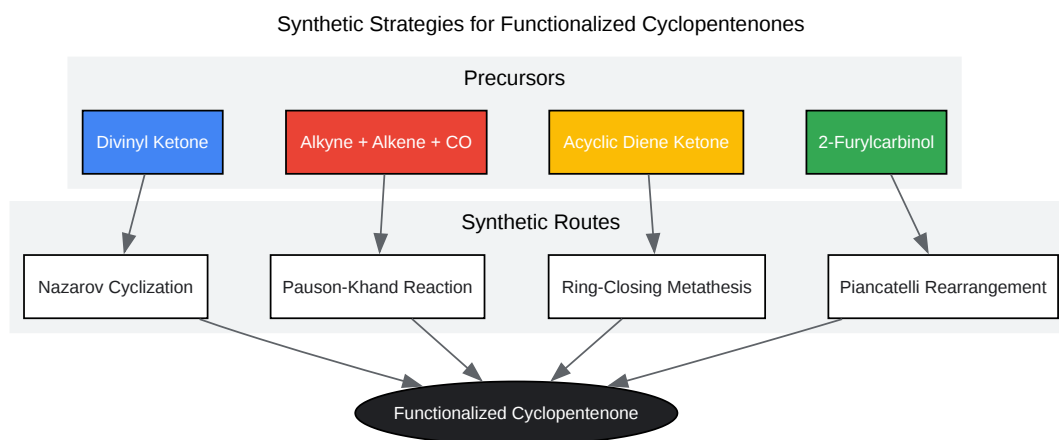 Synthetic Strategies for Functionalized Cyclopentenones
Precursors
Divinyl Ketone
Alkyne + Alkene + CO
Acyclic Diene Ketone
2-Furylcarbinol
Synthetic Routes
Nazarov Cyclization
Pauson-Khand Reaction
Ring-Closing Metathesis
Piancatelli Rearrangement
Functionalized Cyclopentenone